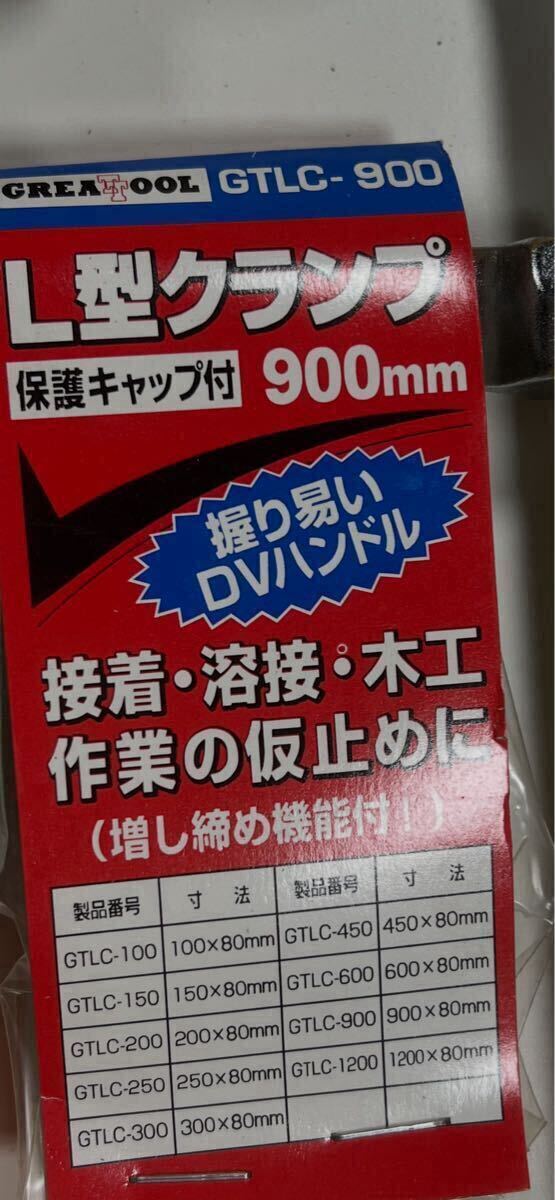 GREATTOOL GTLC-900
L型クランプ
保護キャップ付 900mm
握り易い
DVハンドル
接着・溶接・木工
作業の仮止めに
(増し締め機能付!)
製品番号 寸 法 製品番号 寸 法
GTLC-100 100×80mm GTLC-450 450×80mm
GTLC-150 150×80mm GTLC-600 600×80mm
GTLC-200 200×80mm GTLC-900 900×80mm
GTLC-250 250×80mm GTLC-1200 1200×80mm
GTLC-300 300×80mm